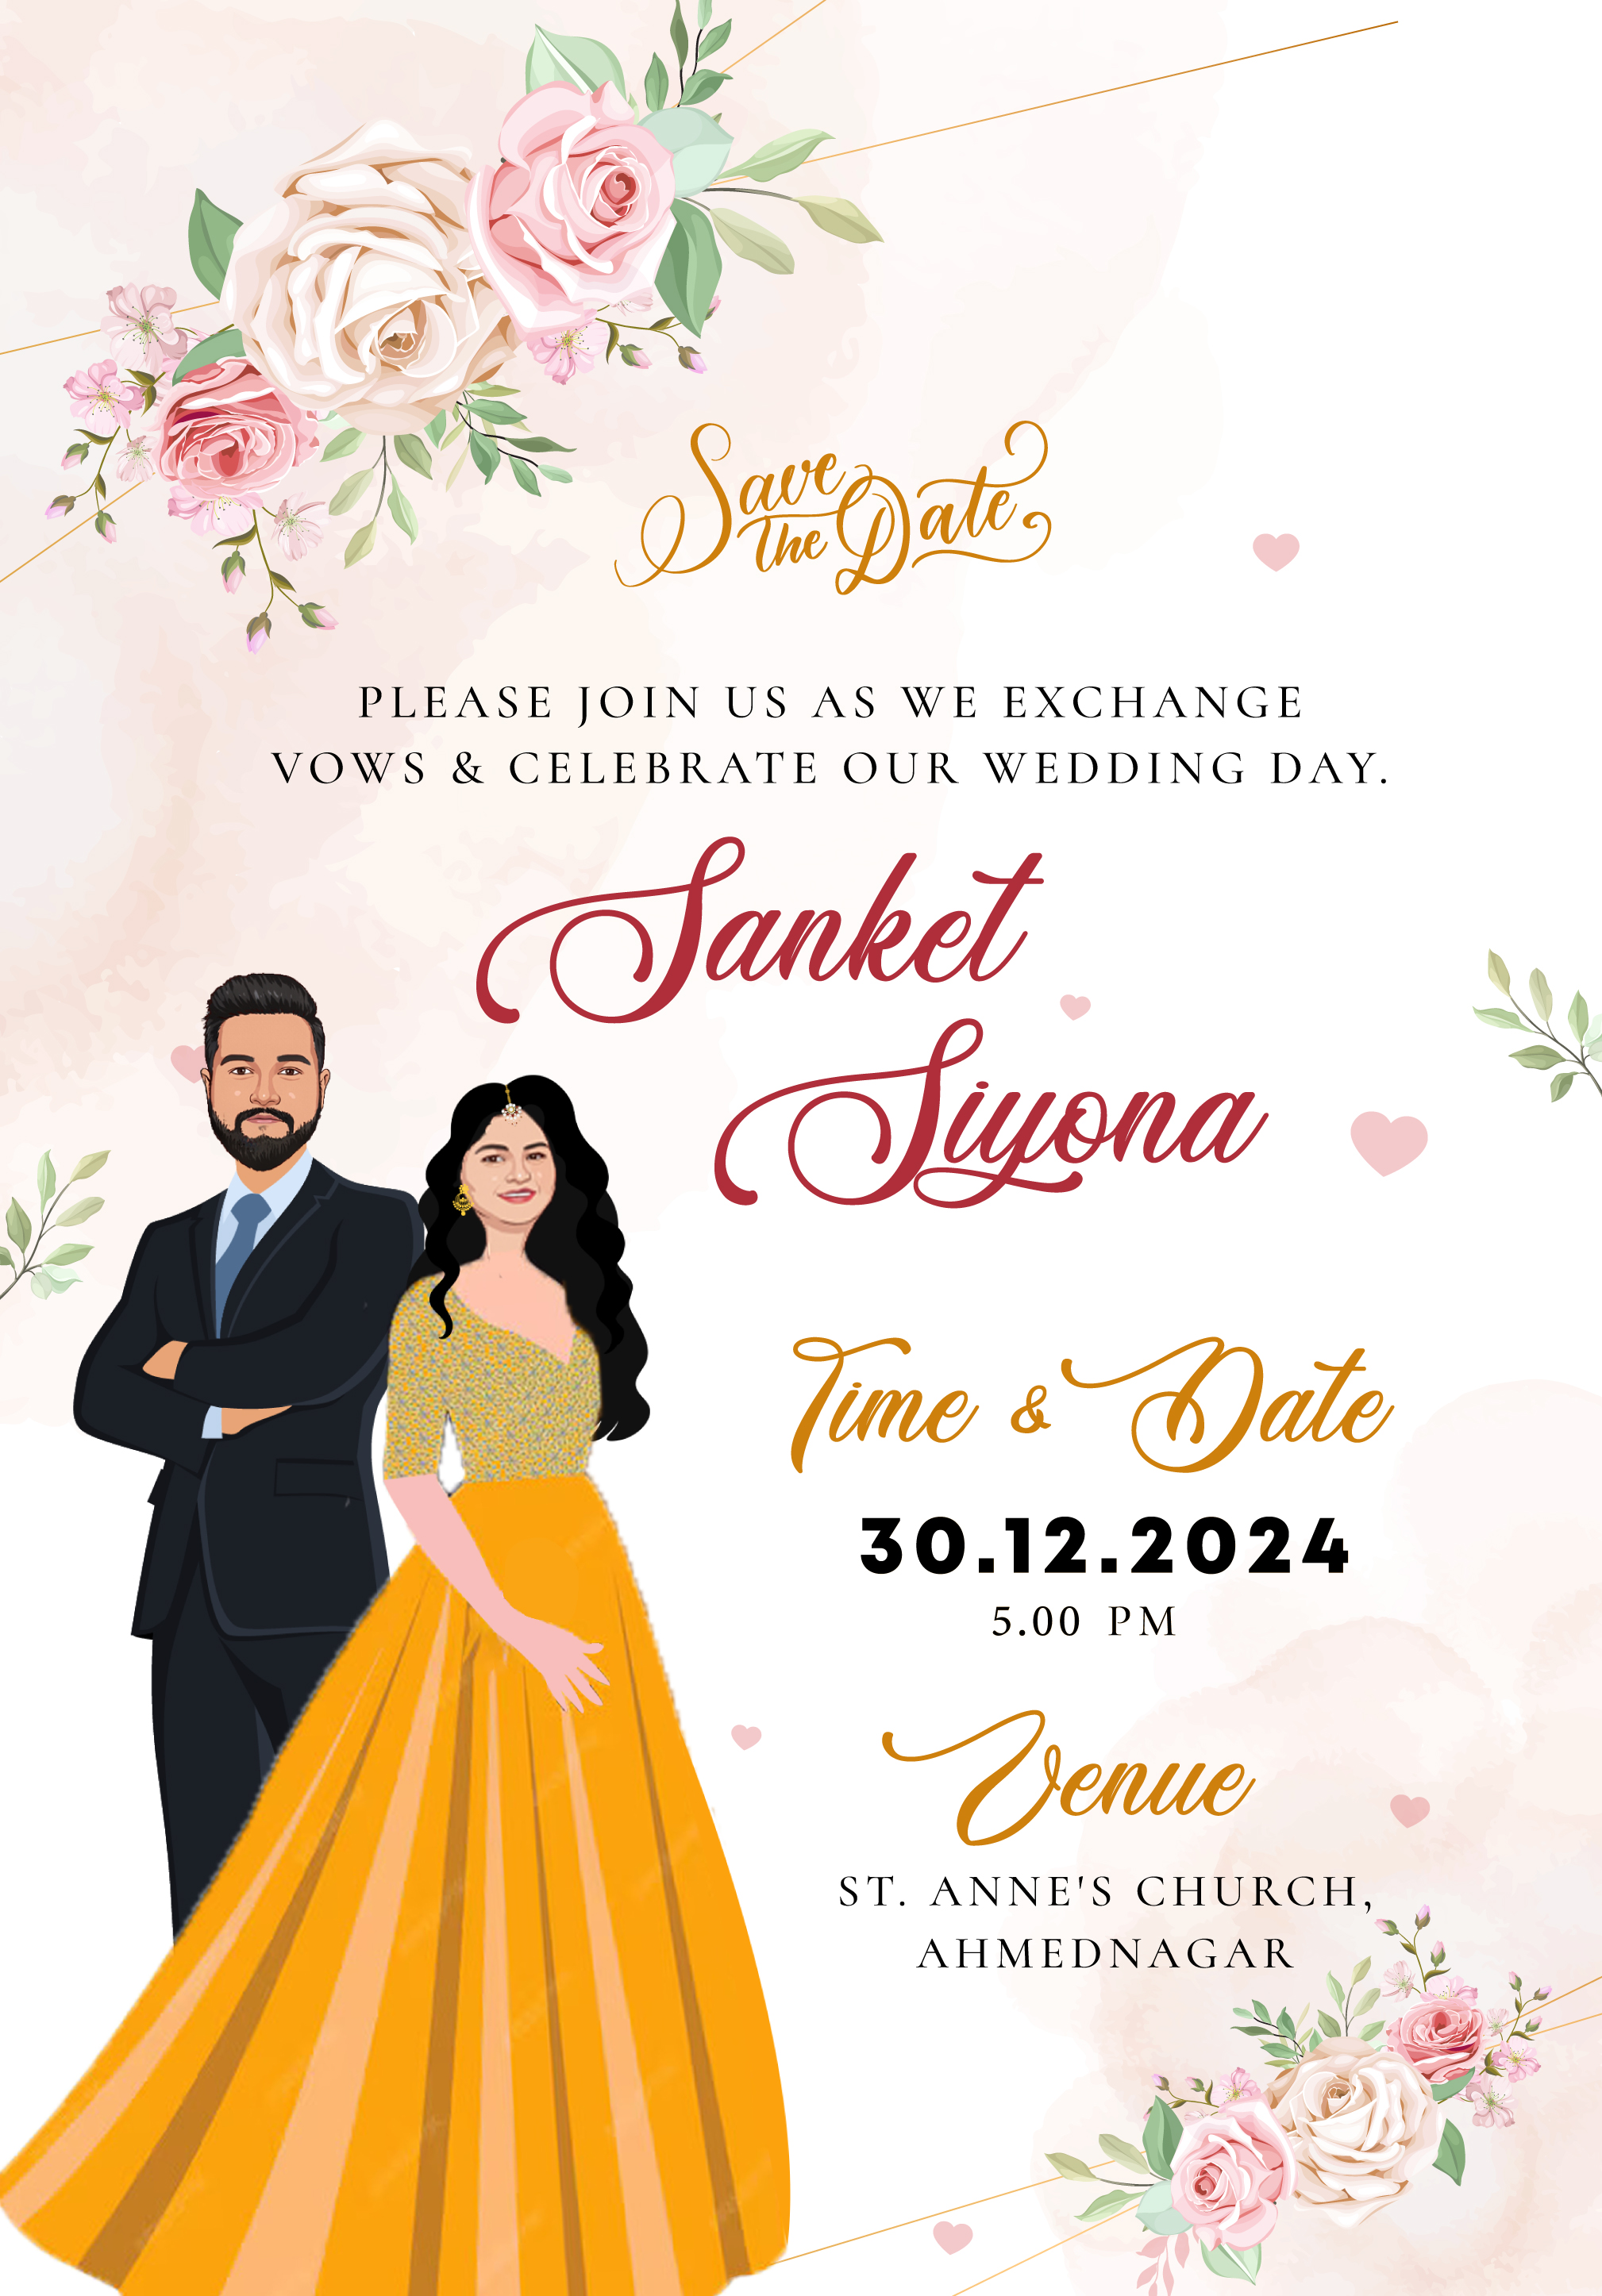 Save
the Date
PLEASE JOIN US AS WE EXCHANGE
VOWS & CELEBRATE OUR WEDDING DAY.
Sanket
Siyona
Time & Date
30.12.2024
5.00 PM
Venue
ST. ANNE'S CHURCH,
AHMEDNAGAR